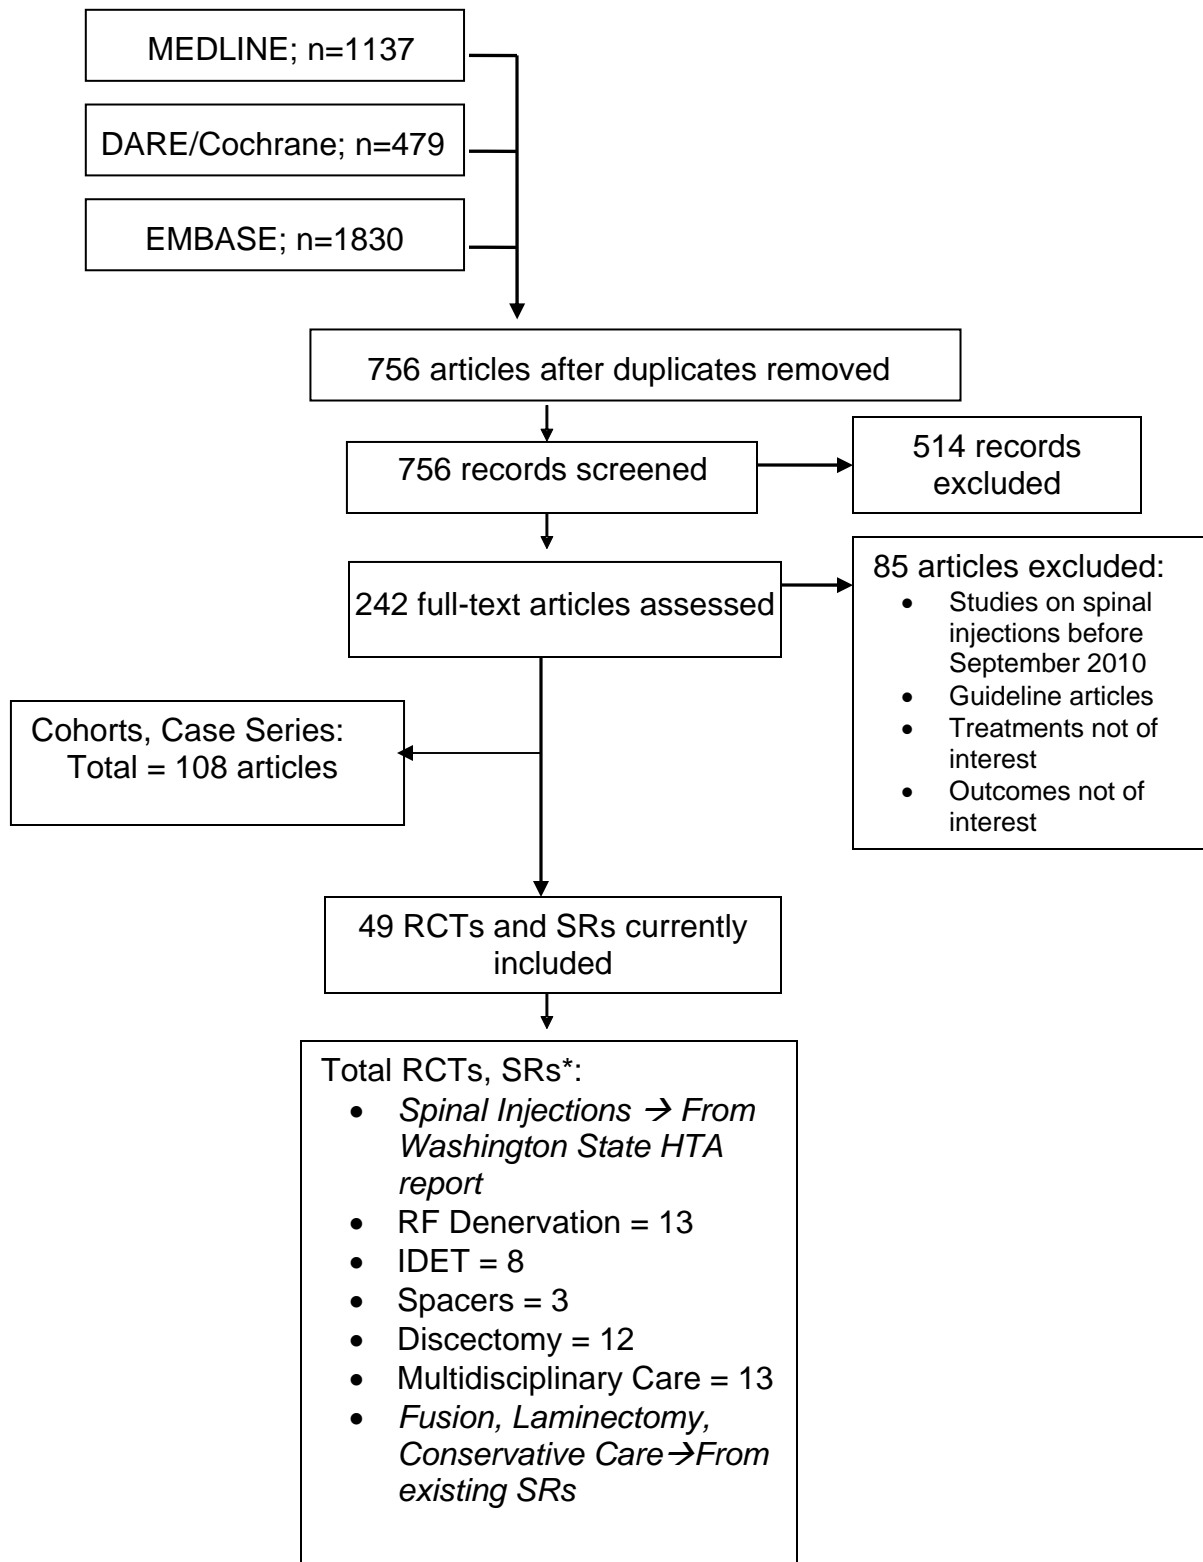 MEDLINE; n=1137
DARE/Cochrane; n=479
EMBASE; n=1830
756 articles after duplicates removed
756 records screened
514 records
excluded
242 full-text articles assessed
85 articles excluded:
• Studies on spinal
injections before
September 2010
• Guideline articles
• Treatments not of
interest
• Outcomes not of
interest
Cohorts, Case Series:
Total = 108 articles
49 RCTs and SRs currently
included
Total RCTs, SRs*:
• Spinal Injections → From
Washington State HTA
report
• RF Denervation = 13
• IDET = 8
• Spacers = 3
• Discectomy = 12
• Multidisciplinary Care = 13
• Fusion, Laminectomy,
Conservative Care→From
existing SRs